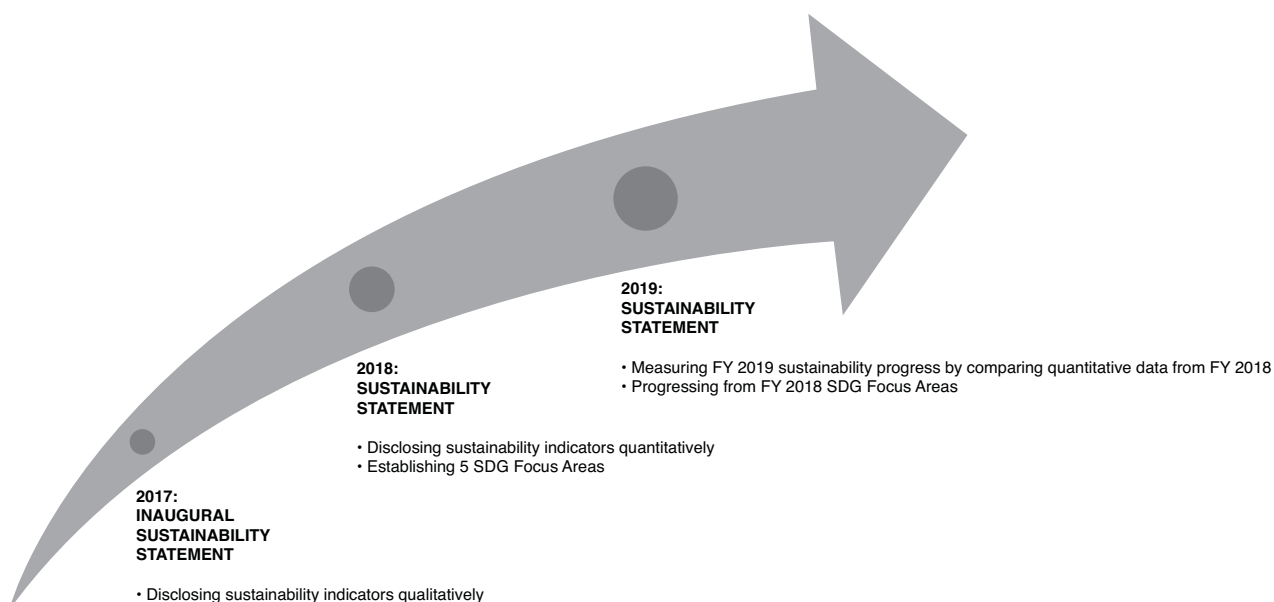 2019:
SUSTAINABILITY
STATEMENT
• Measuring FY 2019 sustainability progress by comparing quantitative data from FY 2018
• Progressing from FY 2018 SDG Focus Areas
2018:
SUSTAINABILITY
STATEMENT
• Disclosing sustainability indicators quantitatively
• Establishing 5 SDG Focus Areas
2017:
INAUGURAL
SUSTAINABILITY
STATEMENT
• Disclosing sustainability indicators qualitatively